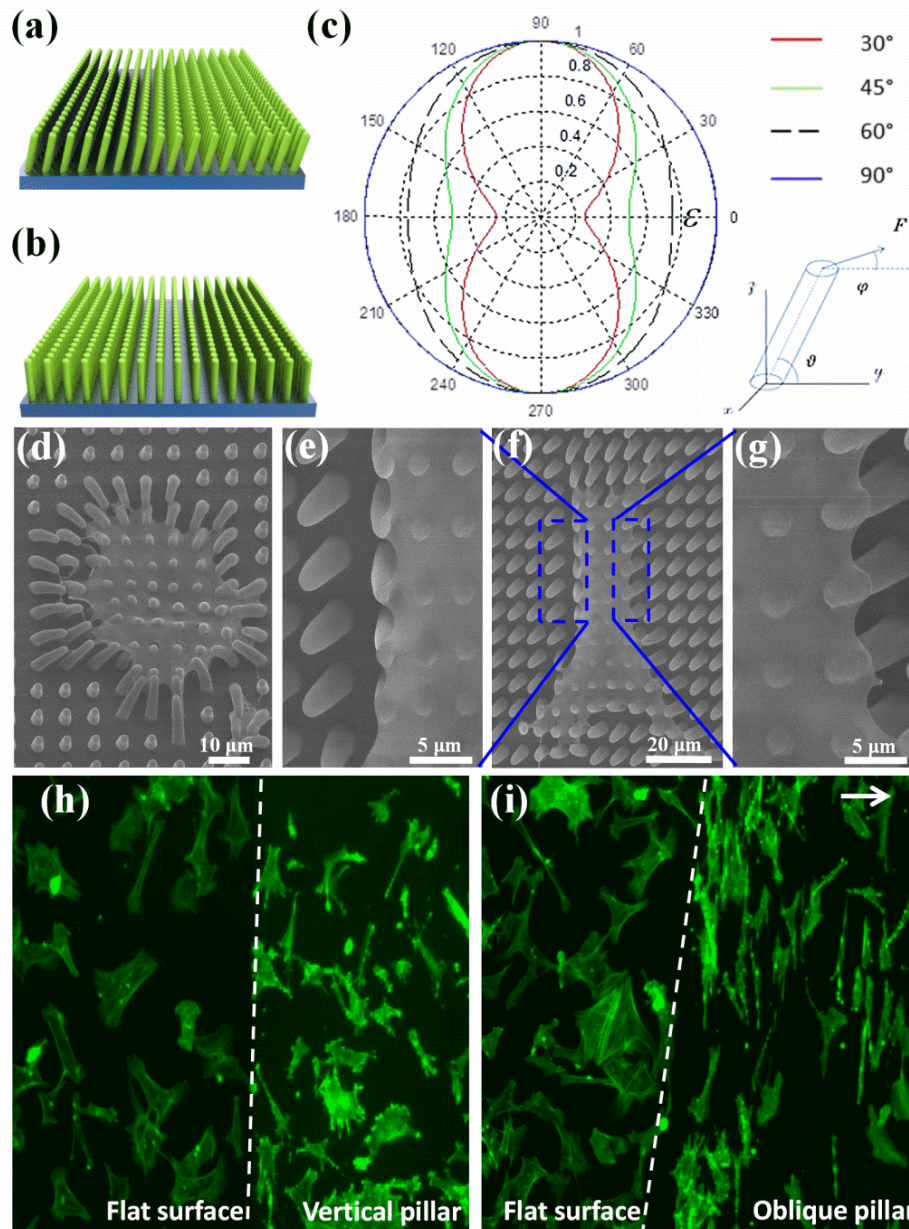 (a)
(b)
(c)
90
1
120
60
0.8
0.6
150
30
0.4
0.2
180
ε
0
210
330
240
300
270
30°
45°
60°
90°
F
φ
z
ϑ
y
x
(d)
10 μm
(e)
5 μm
(f)
20 μm
(g)
5 μm
(h)
Flat surface
Vertical pillar
(i)
Flat surface
Oblique pillar